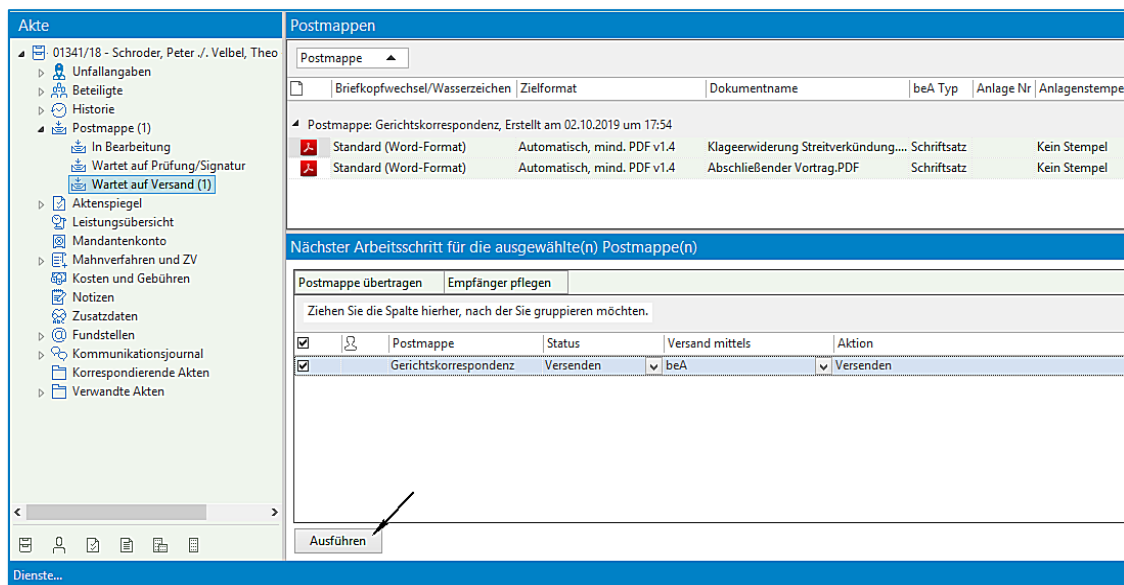 Akte
01341/18 - Schroder, Peter ./. Velbel, Theo
Unfallangaben
Beteiligte
Historie
Postmappe (1)
In Bearbeitung
Wartet auf Prüfung/Signatur
Wartet auf Versand (1)
Aktenspiegel
Leistungsübersicht
Mandantenkonto
Mahnverfahren und ZV
Kosten und Gebühren
Notizen
Zusatzdaten
Fundstellen
Kommunikationsjournal
Korrespondierende Akten
Verwandte Akten
Dienste...
Postmappen
Postmappe
Briefkopfwechsel/Wasserzeichen Zielformat Dokumentname beA Typ Anlage Nr Anlagenstempe
Postmappe: Gerichtskorrespondenz, Erstellt am 02.10.2019 um 17:54
Standard (Word-Format) Automatisch, mind. PDF v1.4 Klageerwiderung Streitverkündung.... Schriftsatz Kein Stempel
Standard (Word-Format) Automatisch, mind. PDF v1.4 Abschließender Vortrag.PDF Schriftsatz Kein Stempel
Nächster Arbeitsschritt für die ausgewählte(n) Postmappe(n)
Postmappe übertragen Empfänger pflegen
Ziehen Sie die Spalte hierher, nach der Sie gruppieren möchten.
Postmappe Status Versand mittels Aktion
Gerichtskorrespondenz Versenden beA Versenden
Ausführen